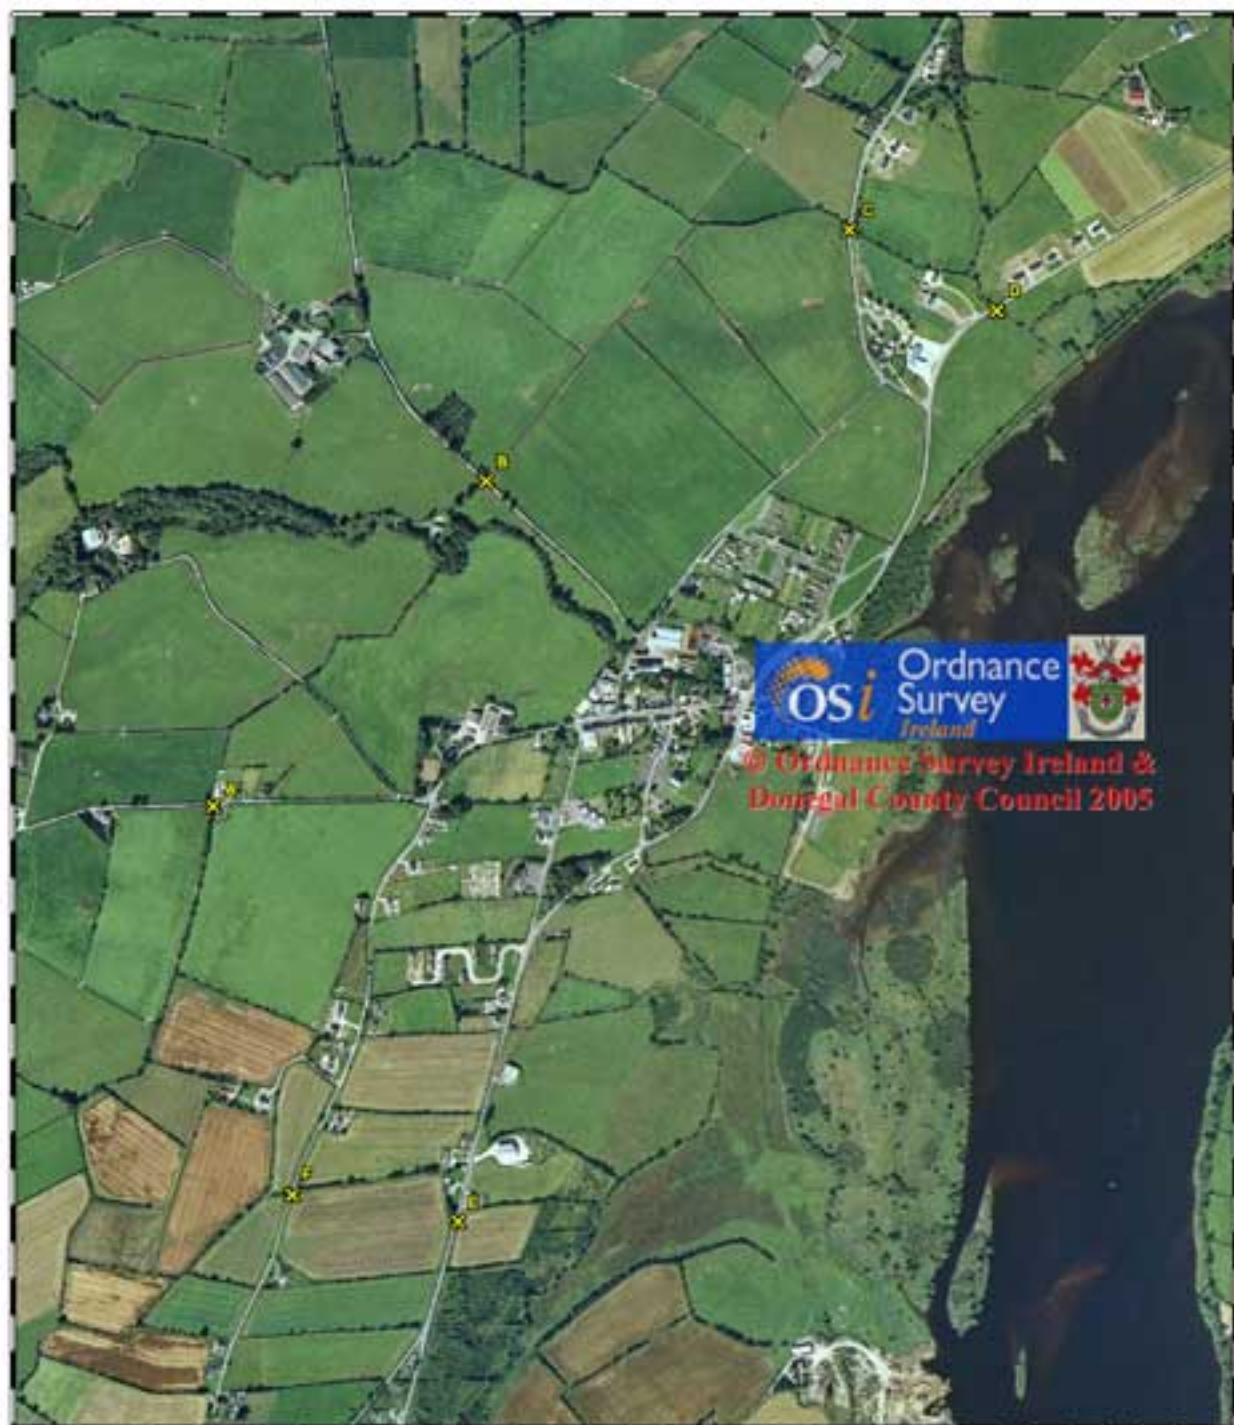 C
D
B
OSi
Ordnance
Survey
Ireland
© Ordnance Survey Ireland &
Donegal County Council 2005
A
F
E